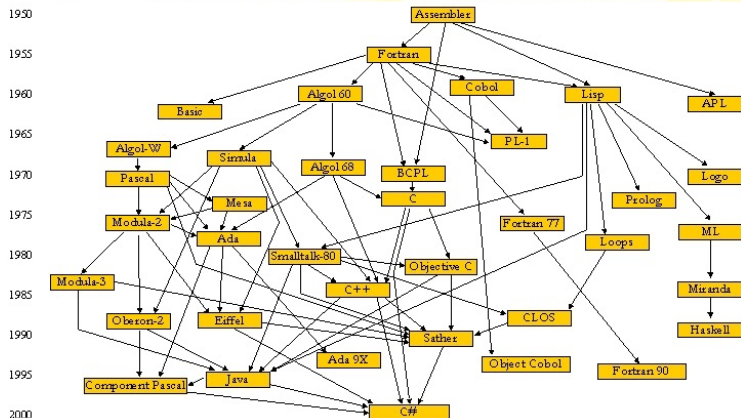 1950
Assembler
1955
Fortran
1960
Algol 60
Cobol
Lisp
Basic
APL
1965
PL-1
Algol-W
Simula
1970
Algol 68
BCPL
Logo
Pascal
Mesa
C
Prolog
1975
Modula-2
Fortran 77
Ada
ML
Loops
1980
Smalltalk-80
Objective C
Modula-3
C++
Miranda
1985
Oberon-2
Eiffel
CLOS
Haskell
1990
Sather
Ada 9X
Object Cobol
Fortran 90
1995
Component Pascal
Java
2000
C#